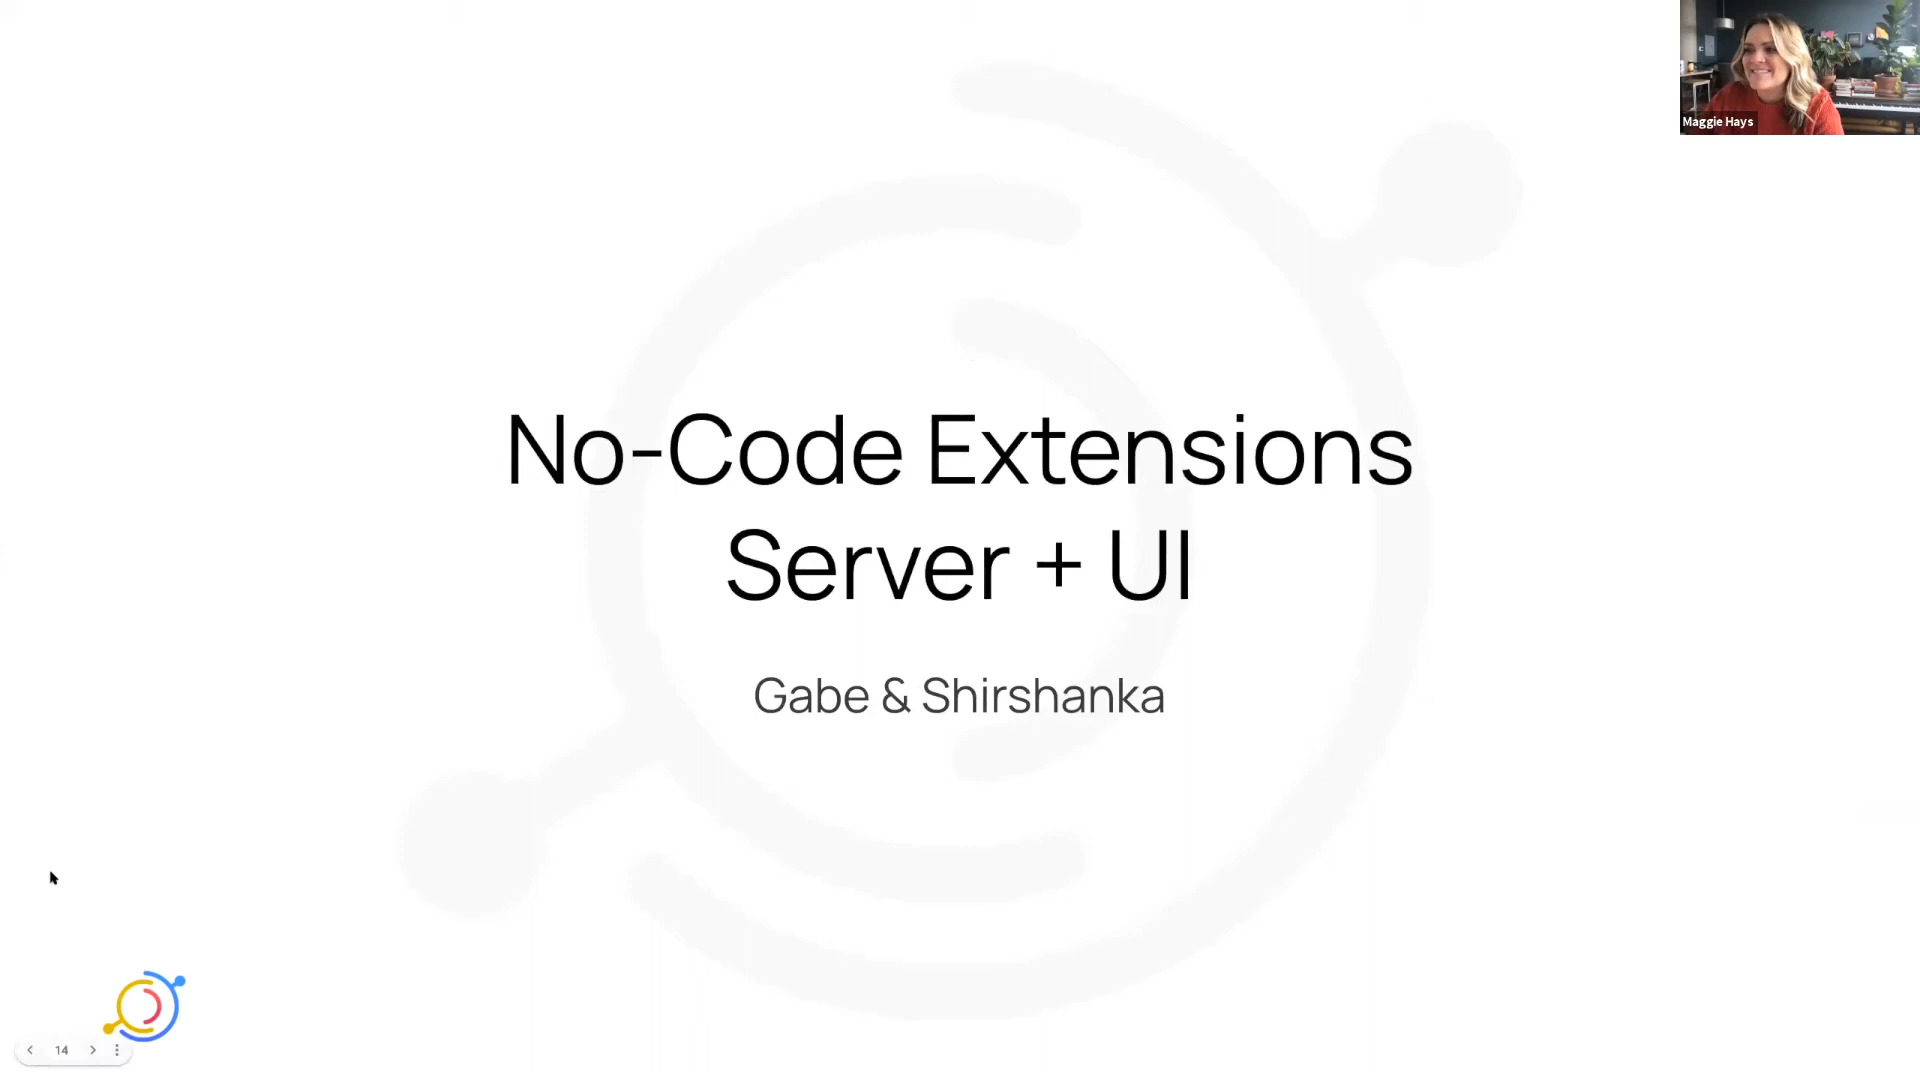 Maggie Hays
No-Code Extensions
Server + UI
Gabe & Shirshanka
14